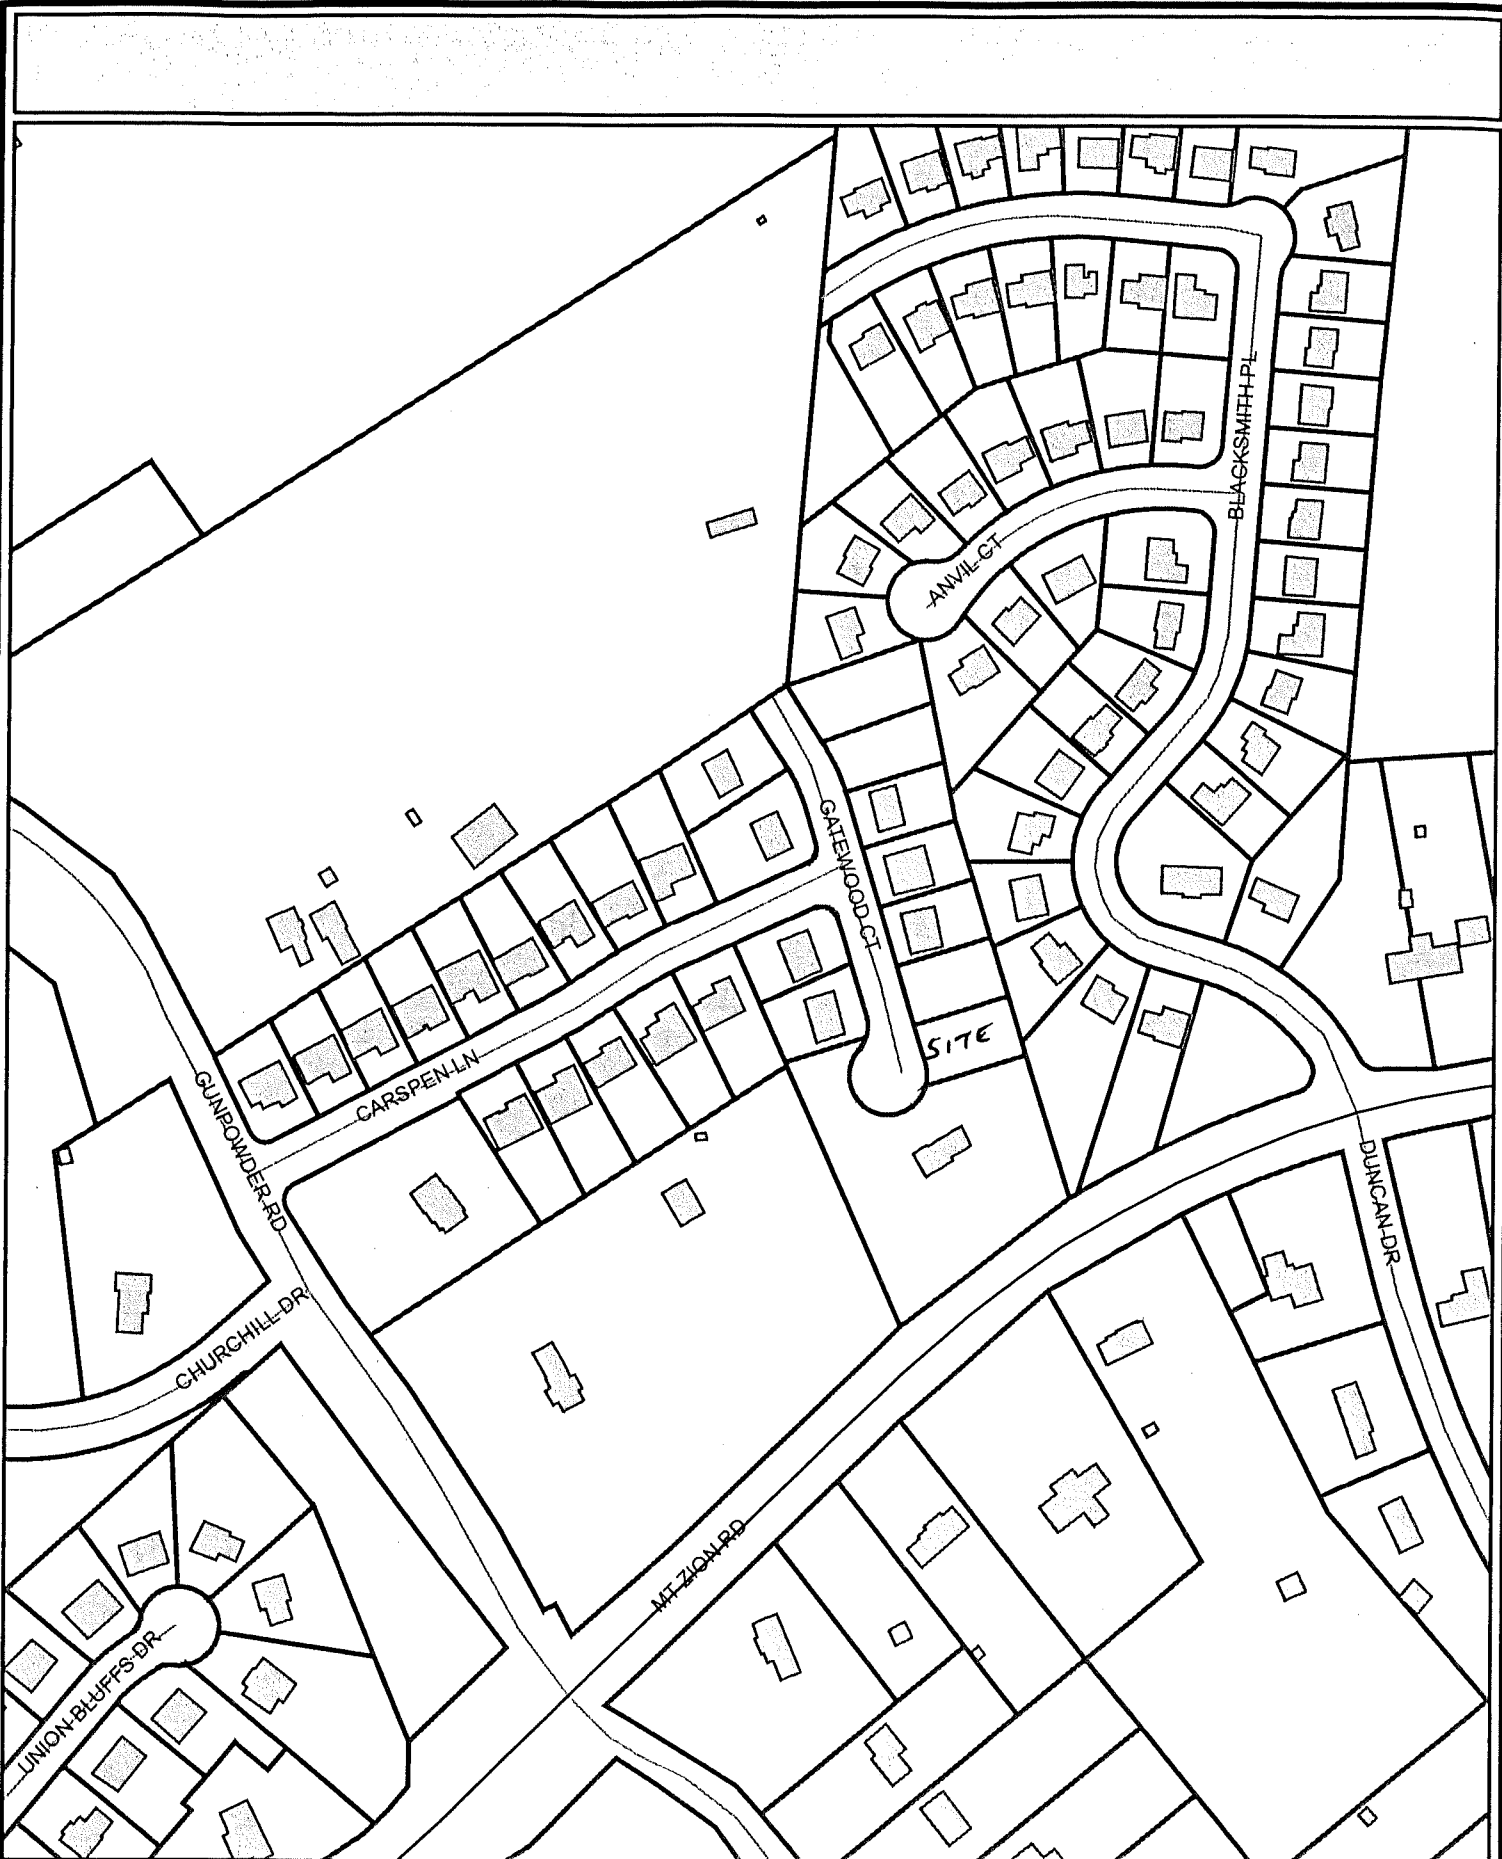 BLACKSMITH PL
ANVIL CT
GATEWOOD CT
SITE
CARSPEN LN
GUNPOWDER RD
DUNCAN DR
CHURCHILL DR
MT ZION RD
UNION BLUFFS DR